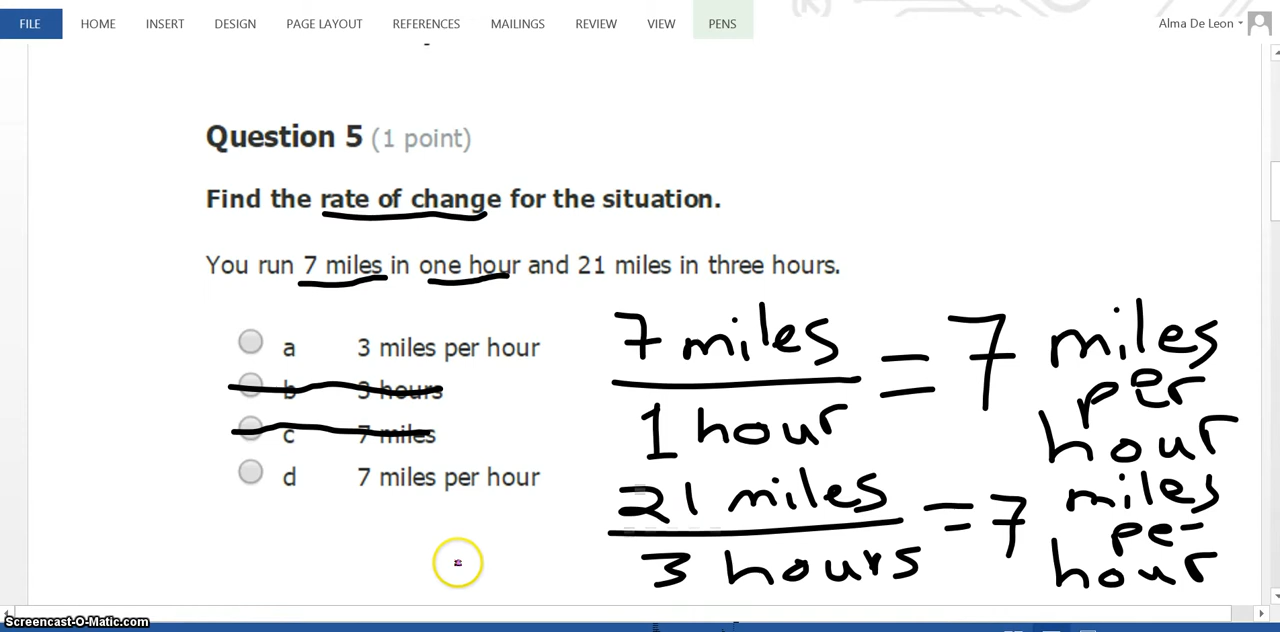 FILE HOME INSERT DESIGN PAGE LAYOUT REFERENCES MAILINGS REVIEW VIEW PENS Alma De Leon
Question 5 (1 point)
Find the rate of change for the situation.
You run 7 miles in one hour and 21 miles in three hours.
a 3 miles per hour
b 3 hours
c 7 miles
d 7 miles per hour
7 miles
1 hour
= 7 miles
per
hour
21 miles
3 hours
= 7 miles
per
hour
Screencast-O-Matic.com